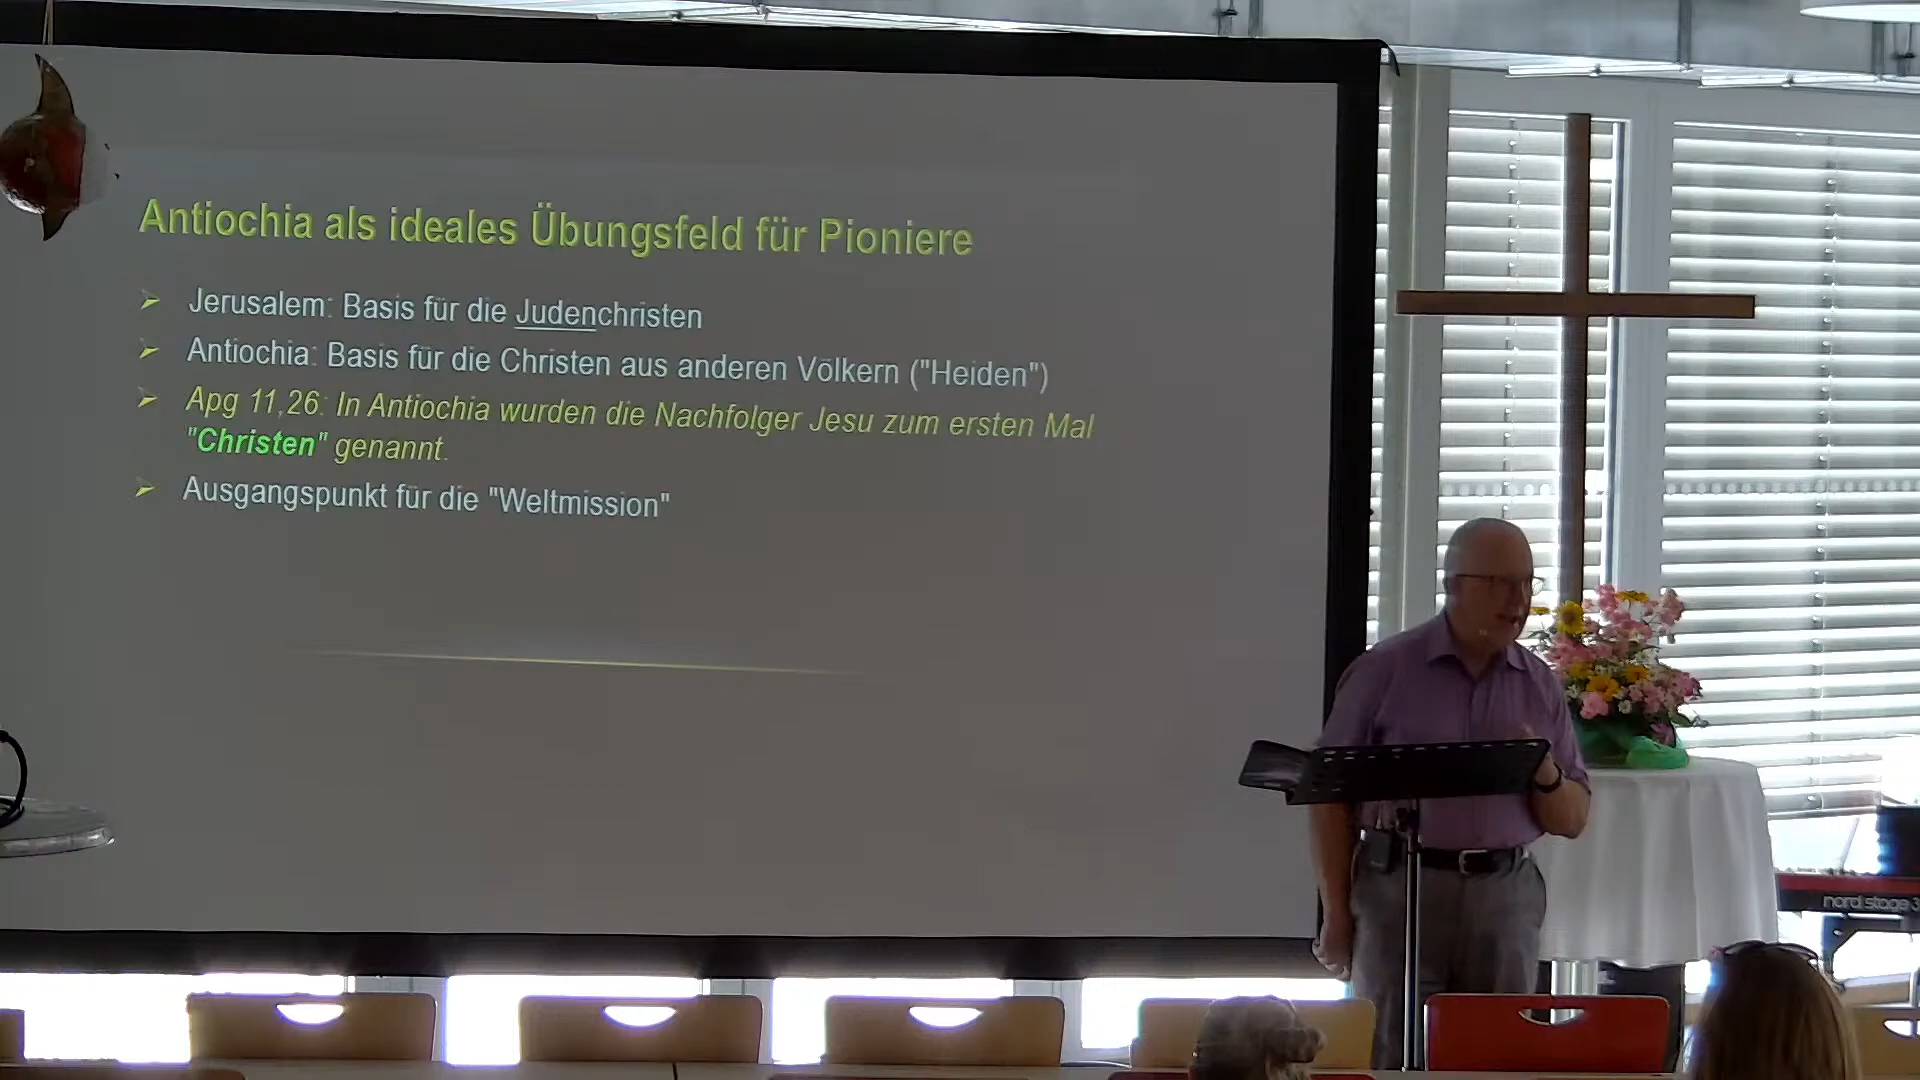 Antiochia als ideales Übungsfeld für Pioniere
Jerusalem: Basis für die Judenchristen
Antiochia: Basis für die Christen aus anderen Völkern ("Heiden")
Apg 11,26: In Antiochia wurden die Nachfolger Jesu zum ersten Mal
"Christen" genannt.
Ausgangspunkt für die "Weltmission"
nord stage 3